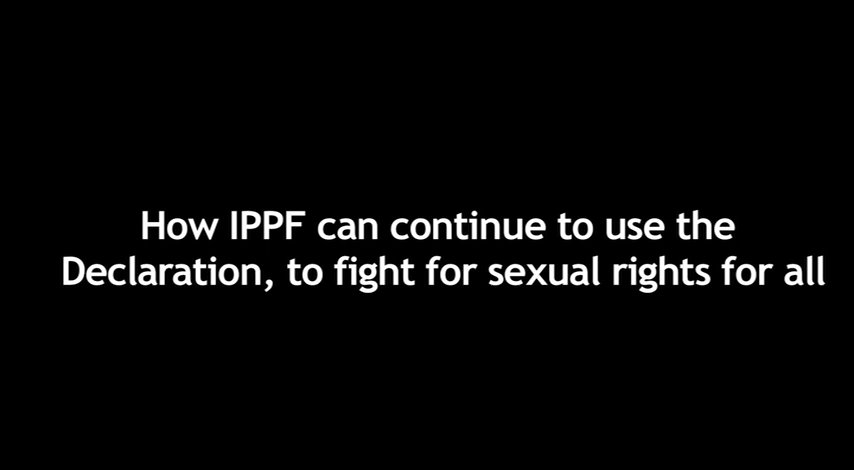 How IPPF can continue to use the
Declaration, to fight for sexual rights for all